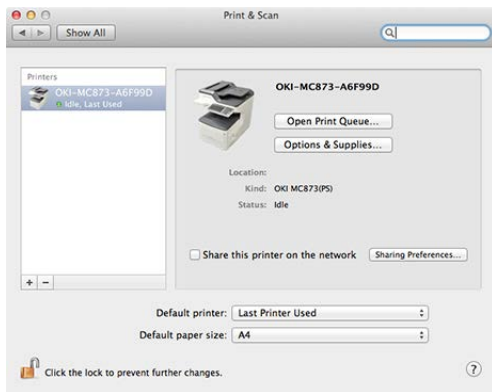 Print & Scan
Show All
Printers
OKI-MC873-A6F99D
Idle, Last Used
OKI-MC873-A6F99D
Open Print Queue...
Options & Supplies...
Location:
Kind: OKI MC873(PS)
Status: Idle
Share this printer on the network
Sharing Preferences...
+ −
Default printer: Last Printer Used
Default paper size: A4
Click the lock to prevent further changes.
?